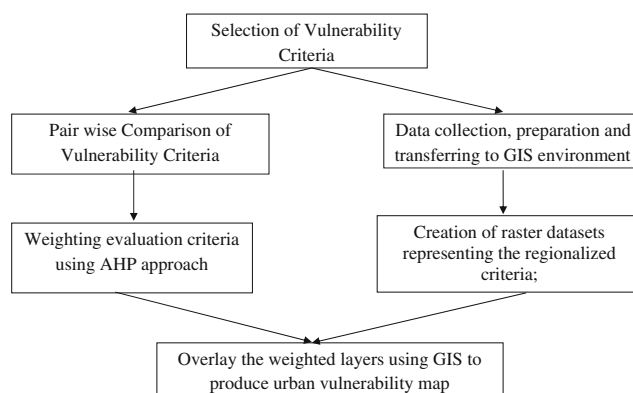 Selection of Vulnerability
Criteria
Pair wise Comparison of
Vulnerability Criteria
Data collection, preparation and
transferring to GIS environment
Weighting evaluation criteria
using AHP approach
Creation of raster datasets
representing the regionalized
criteria;
Overlay the weighted layers using GIS to
produce urban vulnerability map